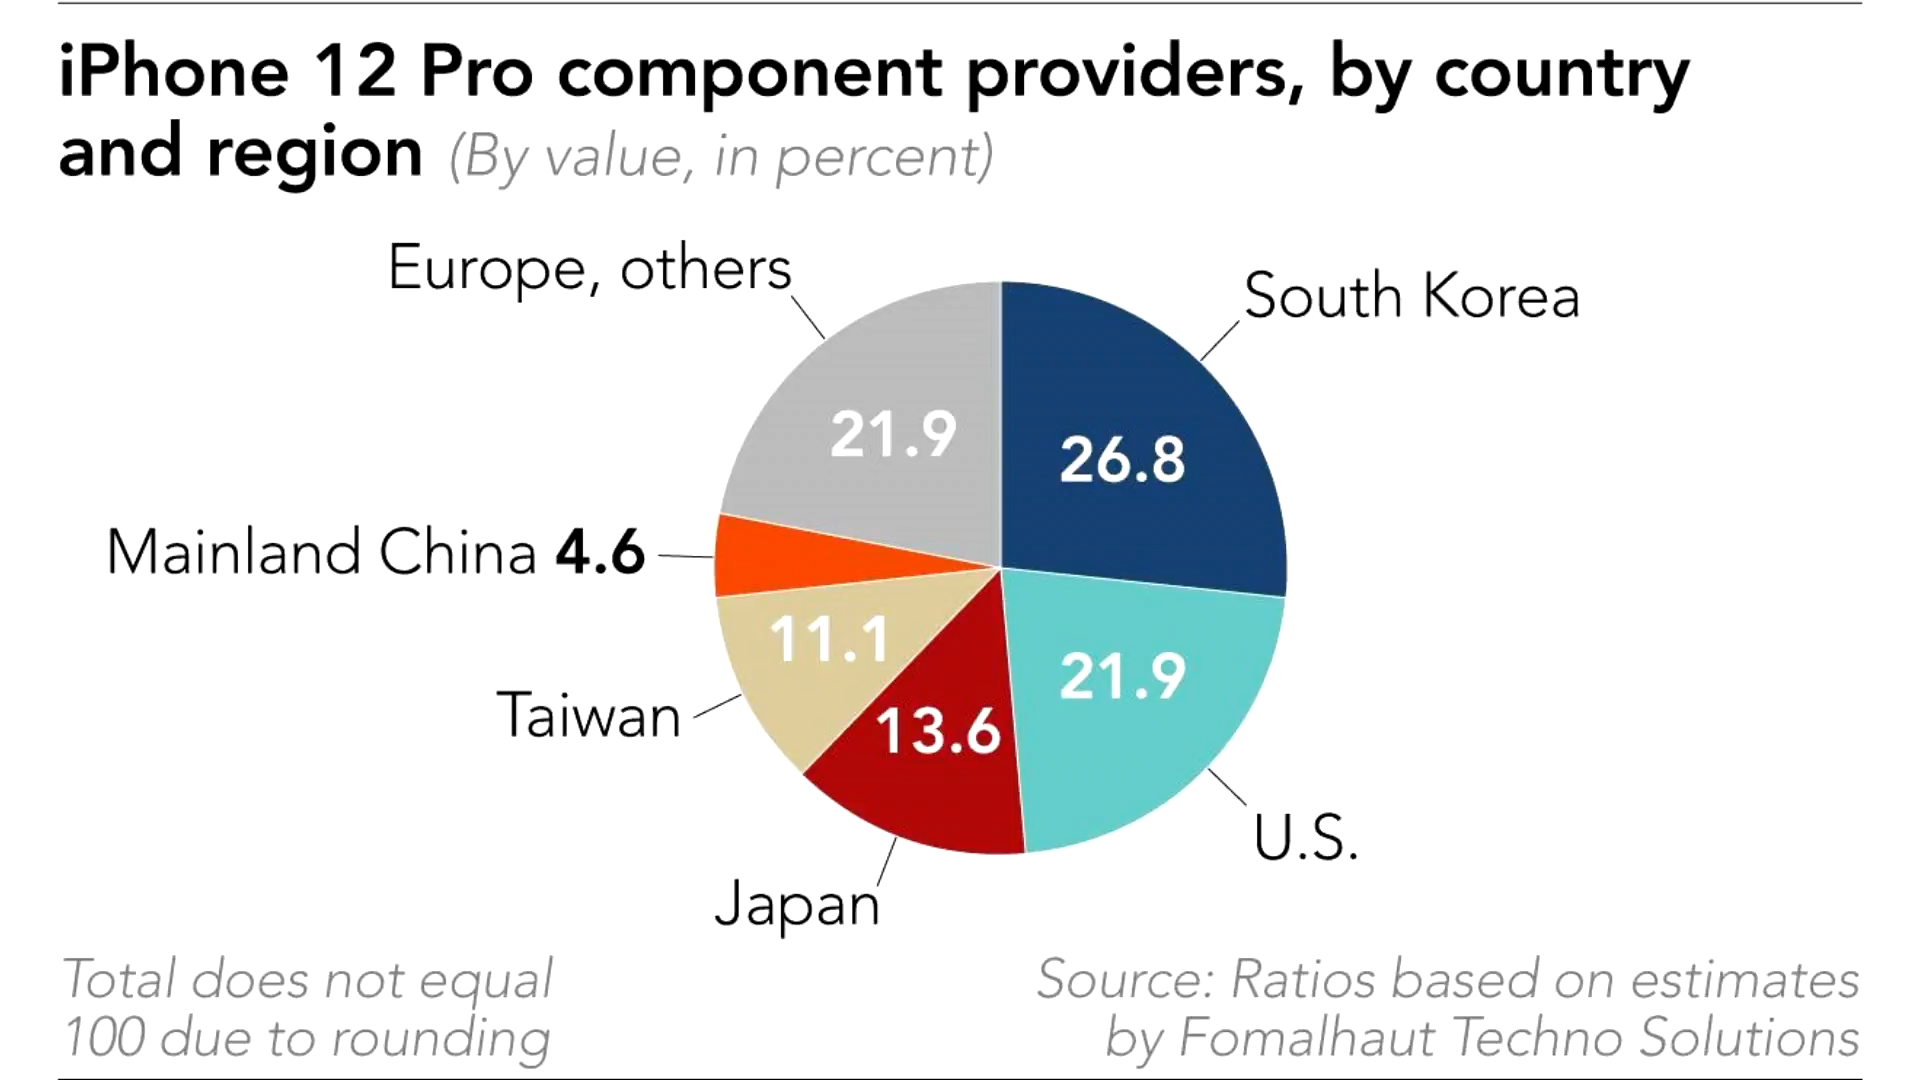 iPhone 12 Pro component providers, by country
and region (By value, in percent)
Europe, others
South Korea
21.9
26.8
Mainland China 4.6
11.1
21.9
Taiwan
13.6
U.S.
Japan
Total does not equal
100 due to rounding
Source: Ratios based on estimates
by Fomalhaut Techno Solutions